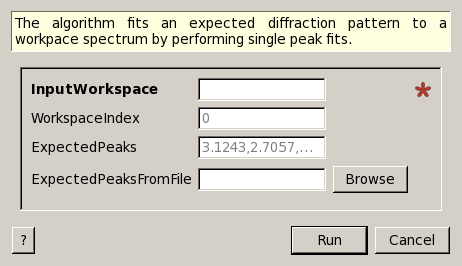 The algorithm fits an expected diffraction pattern to a
workpace spectrum by performing single peak fits.
InputWorkspace *
WorkspaceIndex 0
ExpectedPeaks 3.1243,2.7057,...
ExpectedPeaksFromFile Browse
? Run Cancel